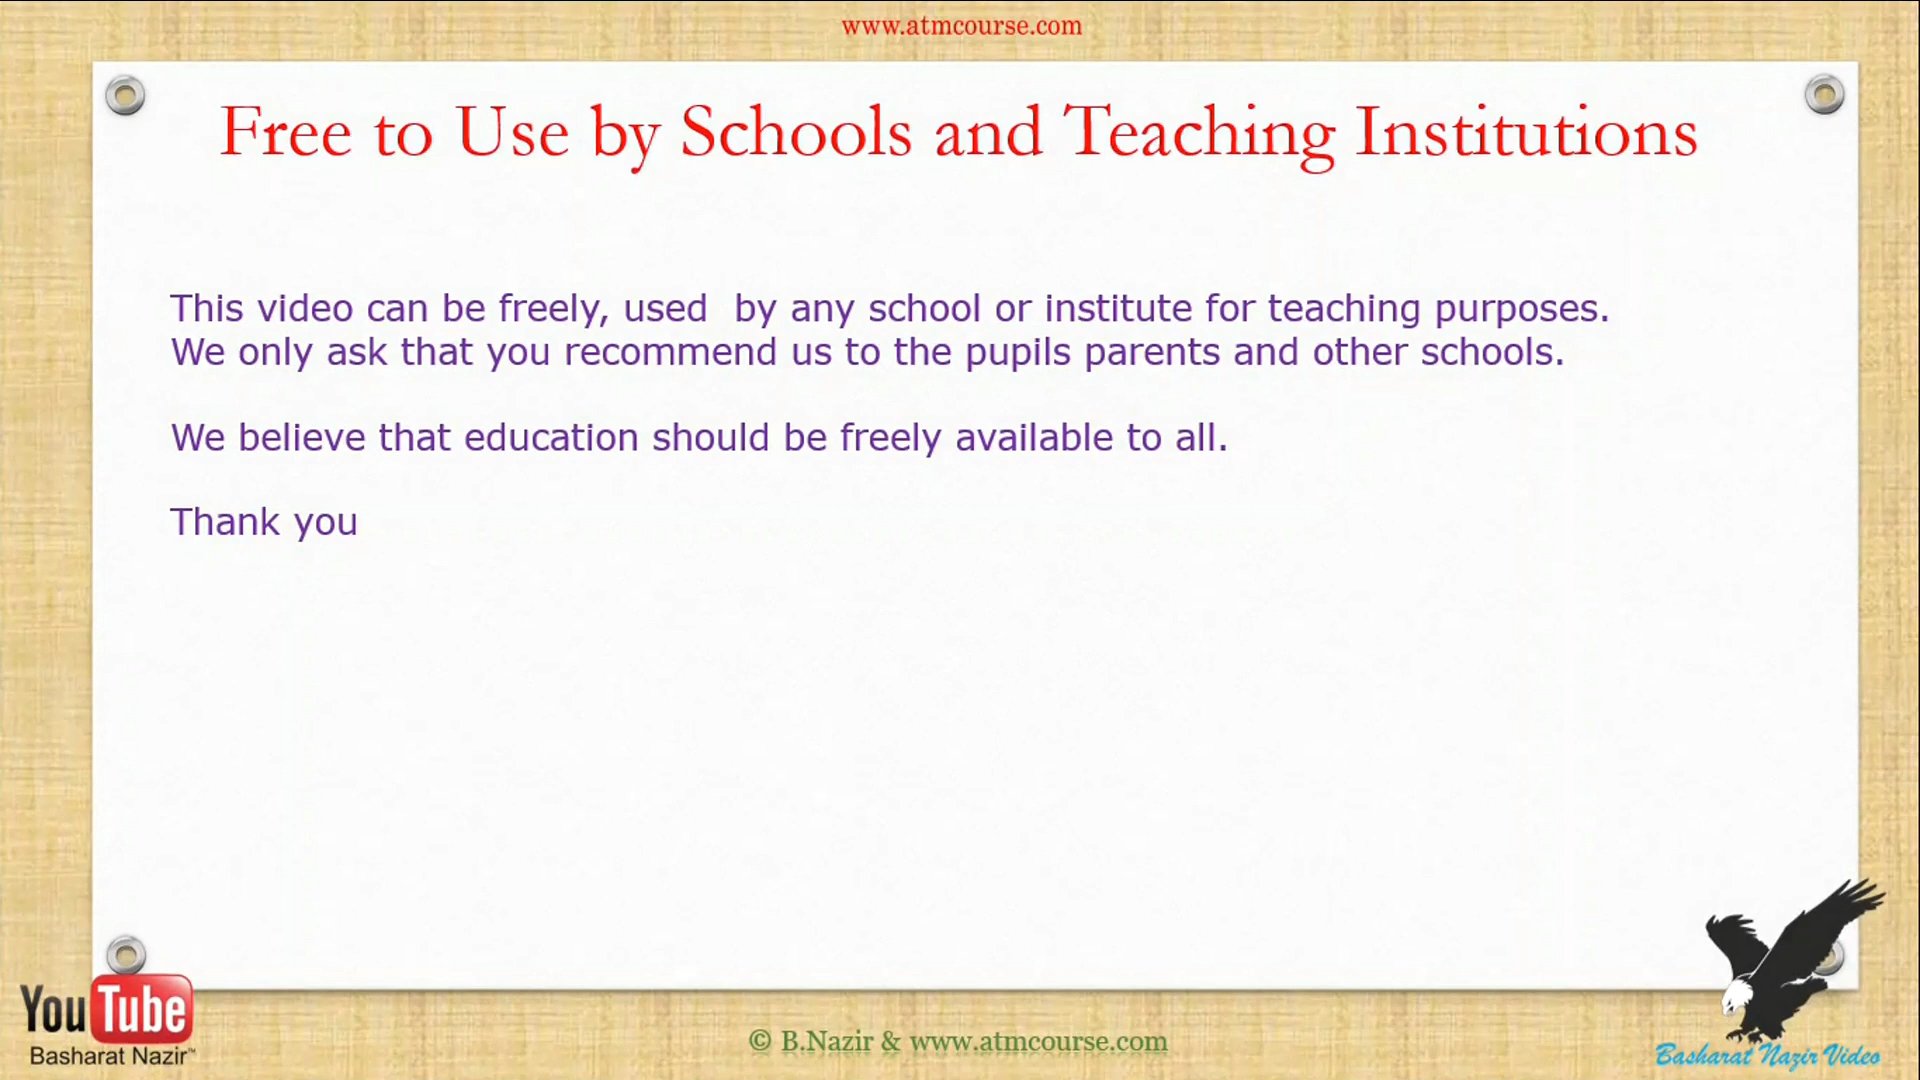 www.atmcourse.com
Free to Use by Schools and Teaching Institutions
This video can be freely, used  by any school or institute for teaching purposes.
We only ask that you recommend us to the pupils parents and other schools.
We believe that education should be freely available to all.
Thank you
YouTube
Basharat Nazir™
© B.Nazir & www.atmcourse.com
Basharat Nazir Video